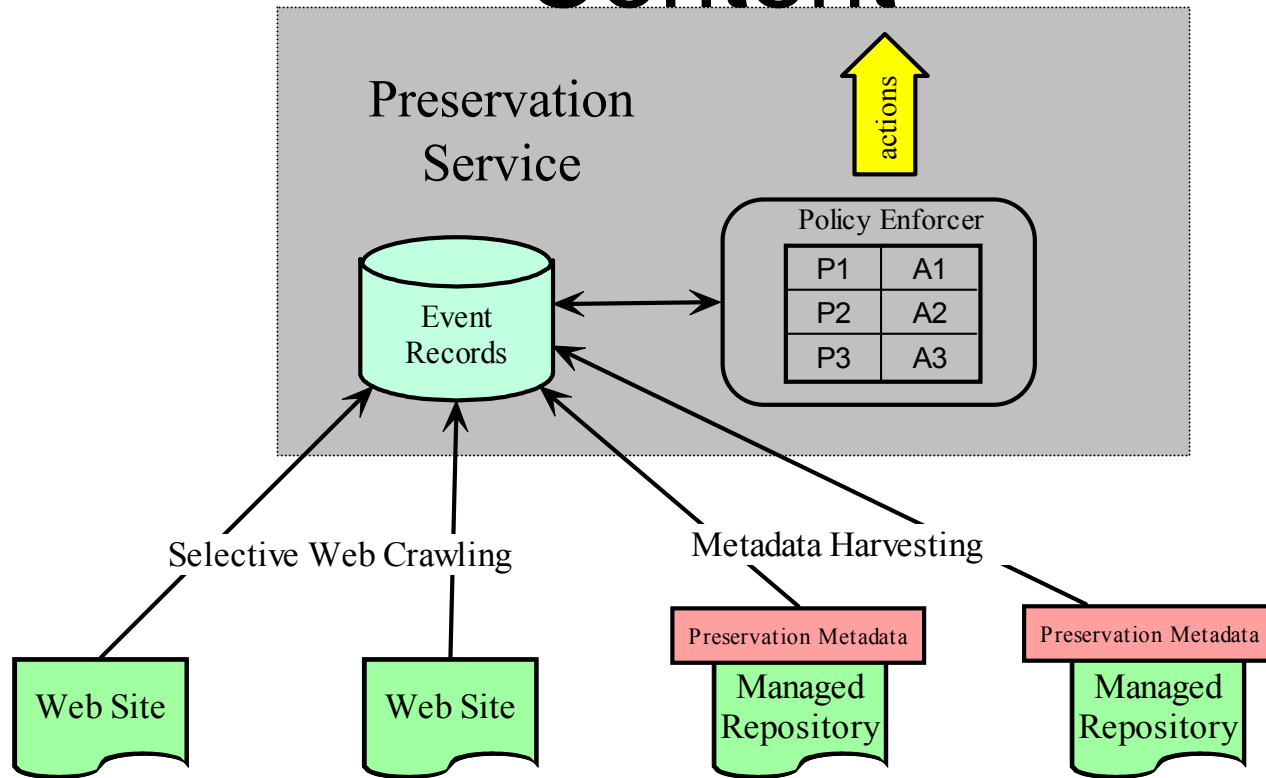 Content
actions
Preservation
Service
Policy Enforcer
P1 A1
P2 A2
P3 A3
Event
Records
Selective Web Crawling
Metadata Harvesting
Preservation Metadata
Preservation Metadata
Web Site
Web Site
Managed
Repository
Managed
Repository